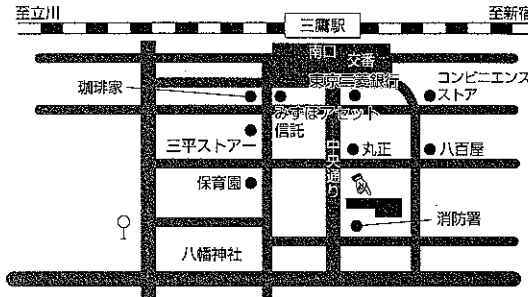 至立川
三鷹駅
至新宿
南口
交番
東京三菱銀行
コンビニエンス
ストア
珈琲家
みずほアセット
信託
三平ストアー
中央通り
丸正
八百屋
保育園
消防署
八幡神社